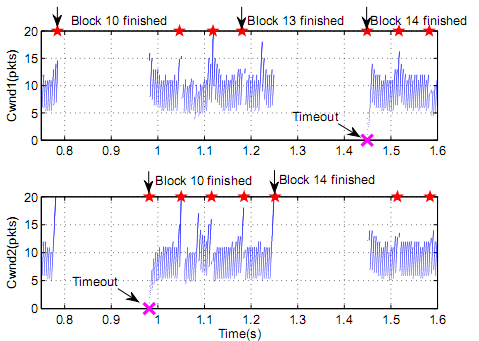 Block 10 finished
Block 13 finished
Block 14 finished
Cwnd1(pkts)
20
15
10
5
0
Timeout
0.8
0.9
1
1.1
1.2
1.3
1.4
1.5
1.6
Block 10 finished
Block 14 finished
Cwnd2(pkts)
20
15
10
5
0
Timeout
0.8
0.9
1
1.1
1.2
1.3
1.4
1.5
1.6
Time(s)